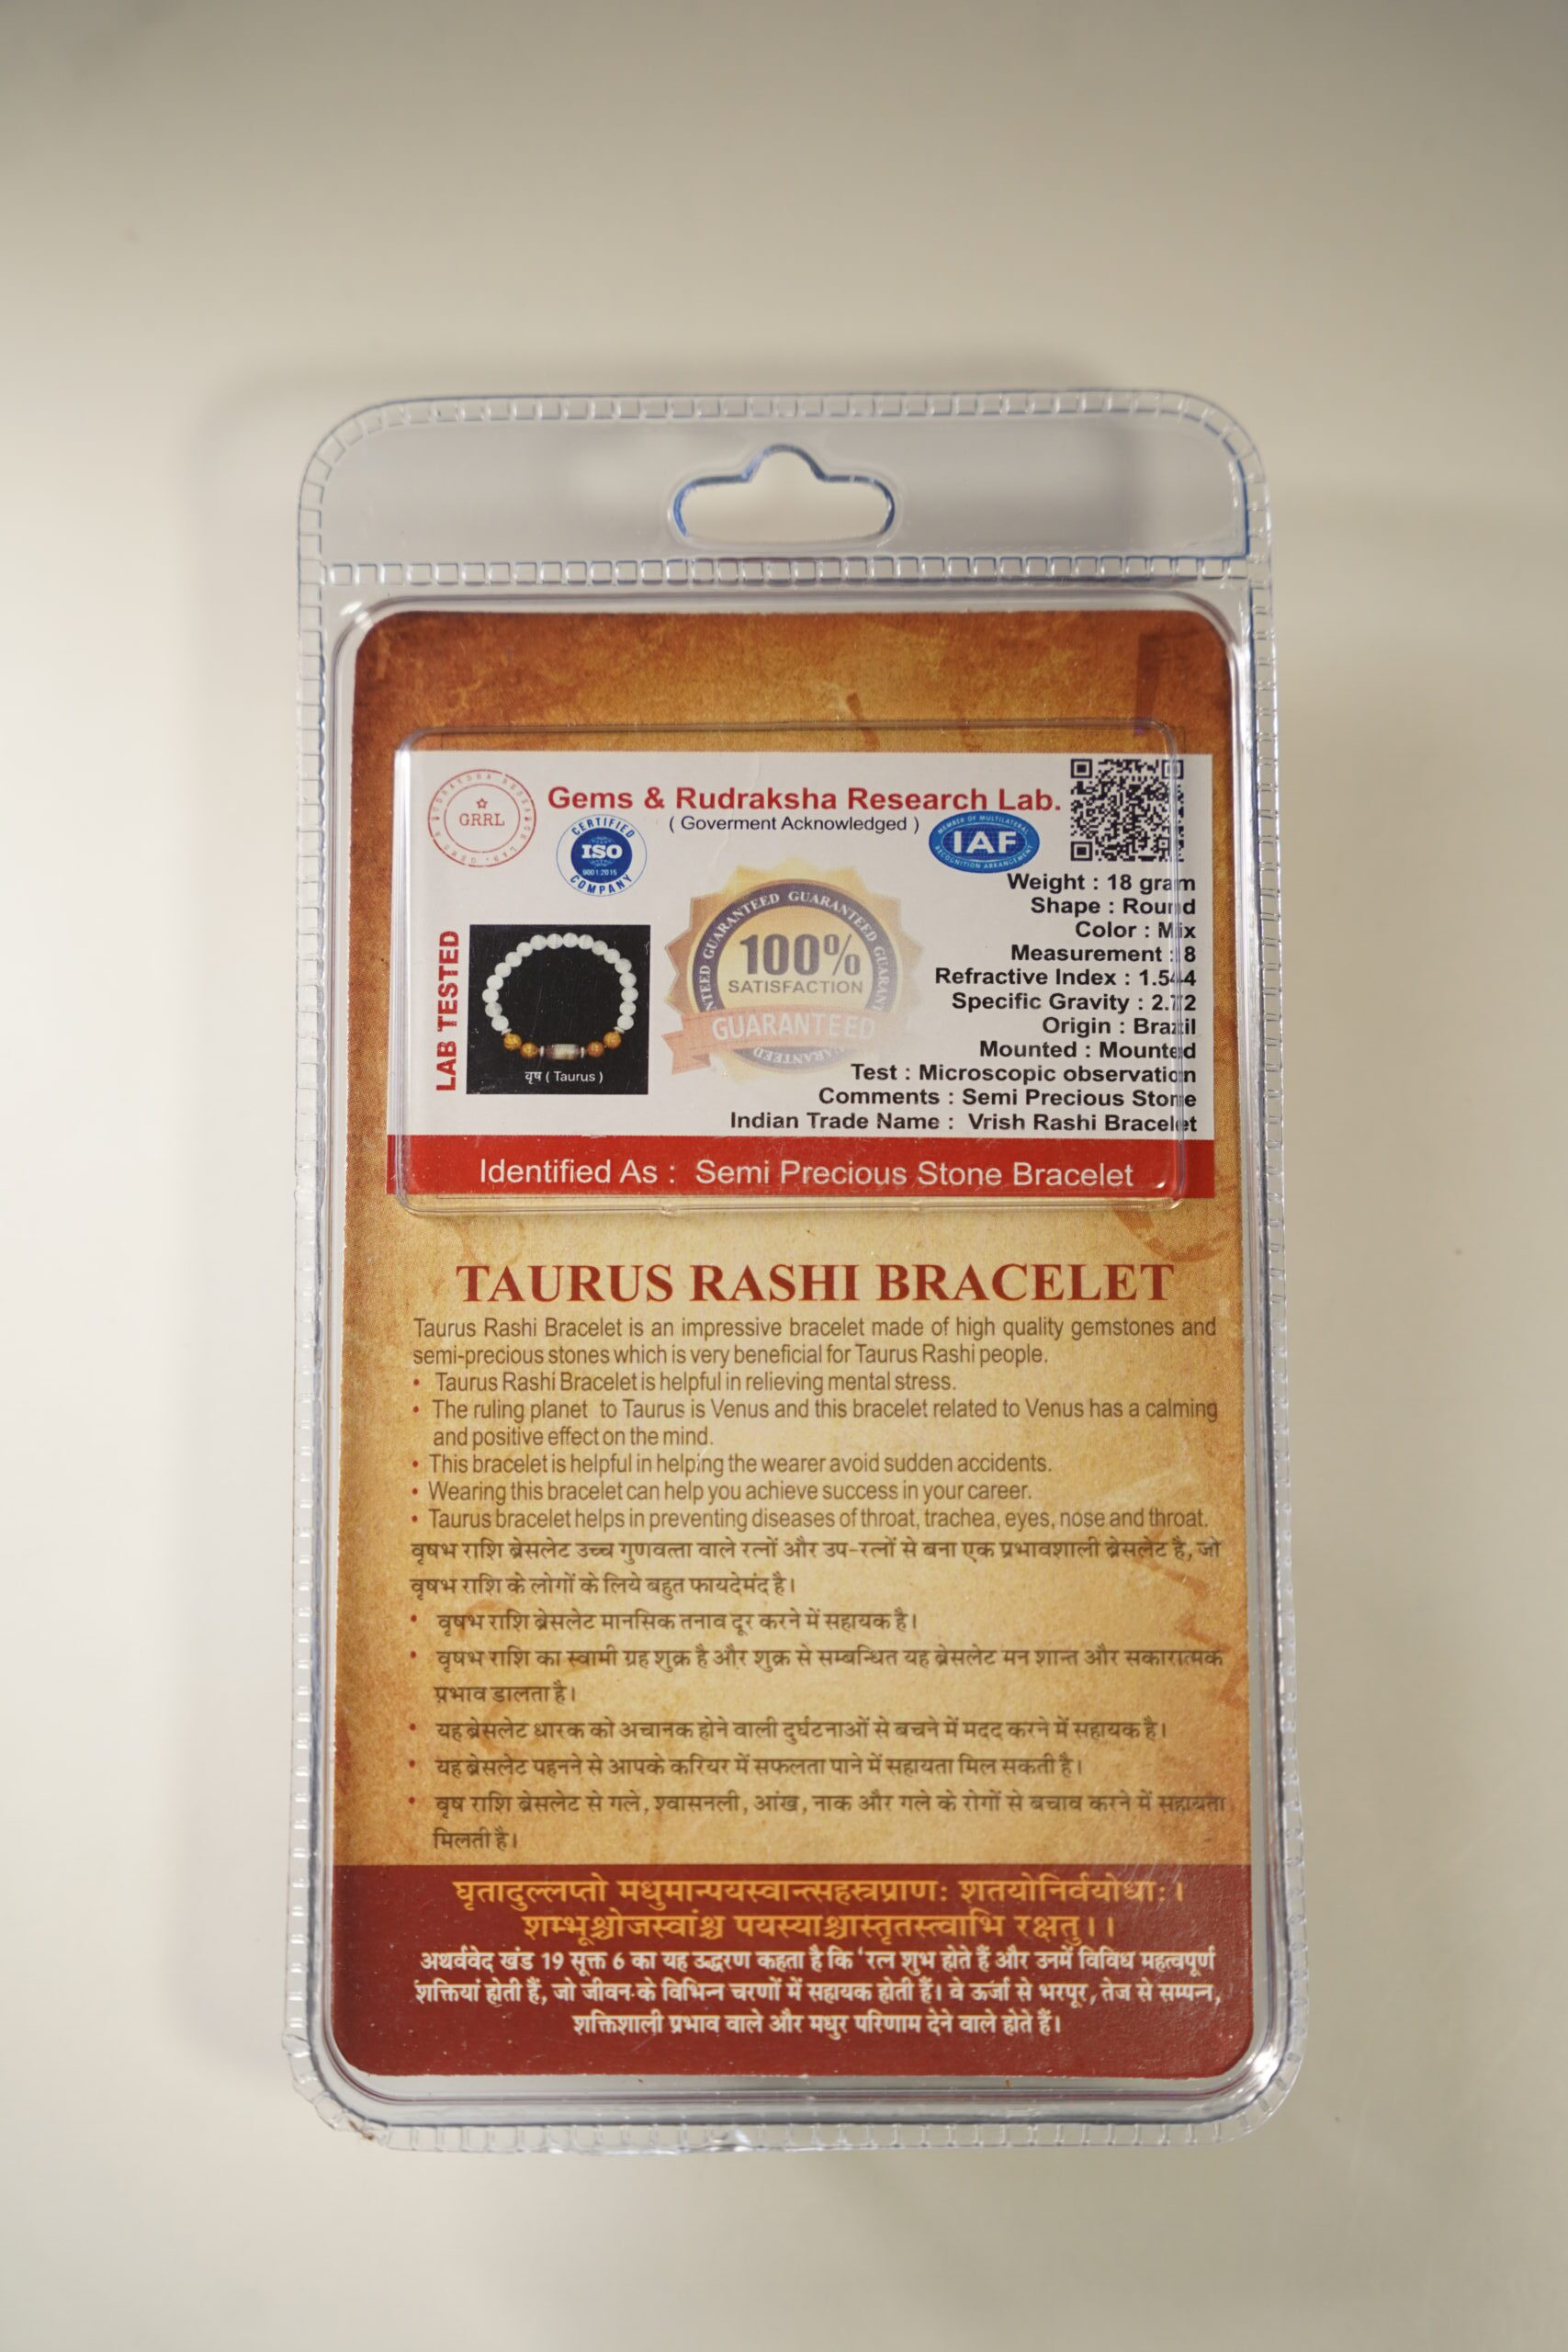 GRRL
Gems & Rudraksha Research Lab.
( Goverment Acknowledged )
CERTIFIED
ISO
9001:2015
COMPANY
MEMBER OF MULTILATERAL
IAF
RECOGNITION ARRANGEMENT
LAB TESTED
वृष ( Taurus )
GUARANTEED GUARANTEED
100%
SATISFACTION
GUARANTEED
Weight : 18 gram
Shape : Round
Color : Mix
Measurement : 8
Refractive Index : 1.544
Specific Gravity : 2.72
Origin : Brazil
Mounted : Mounted
Test : Microscopic observation
Comments : Semi Precious Stone
Indian Trade Name : Vrish Rashi Bracelet
Identified As : Semi Precious Stone Bracelet
TAURUS RASHI BRACELET
Taurus Rashi Bracelet is an impressive bracelet made of high quality gemstones and
semi-precious stones which is very beneficial for Taurus Rashi people.
• Taurus Rashi Bracelet is helpful in relieving mental stress.
• The ruling planet to Taurus is Venus and this bracelet related to Venus has a calming
and positive effect on the mind.
• This bracelet is helpful in helping the wearer avoid sudden accidents.
• Wearing this bracelet can help you achieve success in your career.
• Taurus bracelet helps in preventing diseases of throat, trachea, eyes, nose and throat.
वृषभ राशि ब्रेसलेट उच्च गुणवत्ता वाले रत्नों और उप-रत्नों से बना एक प्रभावशाली ब्रेसलेट है, जो
वृषभ राशि के लोगों के लिये बहुत फायदेमंद है।
• वृषभ राशि ब्रेसलेट मानसिक तनाव दूर करने में सहायक है।
• वृषभ राशि का स्वामी ग्रह शुक्र है और शुक्र से सम्बन्धित यह ब्रेसलेट मन शान्त और सकारात्मक
प्रभाव डालता है।
• यह ब्रेसलेट धारक को अचानक होने वाली दुर्घटनाओं से बचने में मदद करने में सहायक है।
• यह ब्रेसलेट पहनने से आपके करियर में सफलता पाने में सहायता मिल सकती है।
• वृष राशि ब्रेसलेट से गले, श्वासनली, आंख, नाक और गले के रोगों से बचाव करने में सहायता
मिलती है।
घृतादुल्लप्तो मधुमान्पयस्वान्त्सहस्त्रप्राणः शतयोनिर्वयोधाः।
शम्भूश्चोजस्वांश्च पयस्याश्चास्तृतस्त्वाभि रक्षतु।।
अथर्ववेद खंड 19 सूक्त 6 का यह उद्धरण कहता है कि 'रत्न शुभ होते हैं और उनमें विविध महत्वपूर्ण
शक्तियां होती हैं, जो जीवन के विभिन्न चरणों में सहायक होती हैं। वे ऊर्जा से भरपूर, तेज से सम्पन्न,
शक्तिशाली प्रभाव वाले और मधुर परिणाम देने वाले होते हैं।